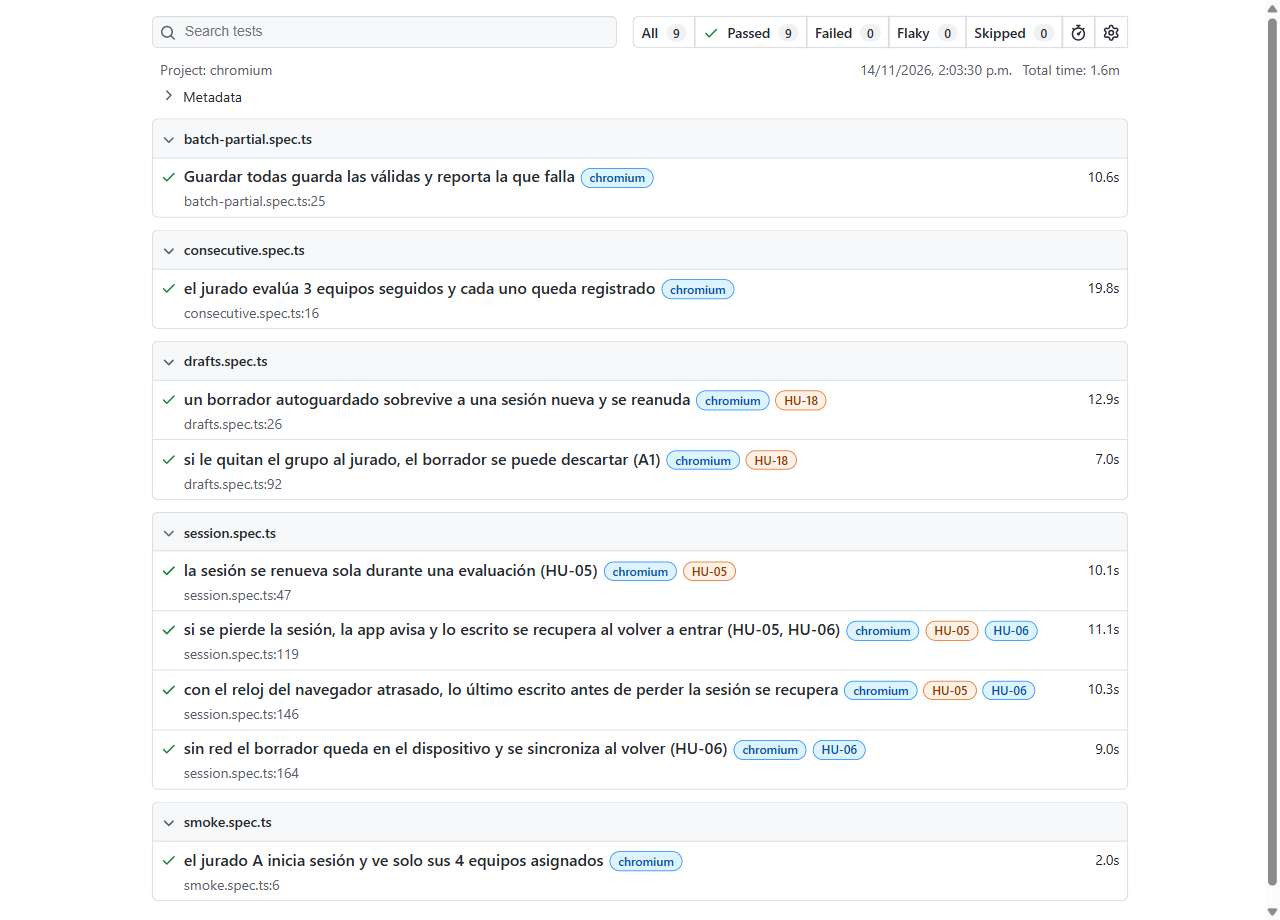 Search tests
All 9 Passed 9 Failed 0 Flaky 0 Skipped 0
Project: chromium 14/11/2026, 2:03:30 p.m. Total time: 1.6m
Metadata
batch-partial.spec.ts
Guardar todas guarda las válidas y reporta la que falla chromium 10.6s
batch-partial.spec.ts:25
consecutive.spec.ts
el jurado evalúa 3 equipos seguidos y cada uno queda registrado chromium 19.8s
consecutive.spec.ts:16
drafts.spec.ts
un borrador autoguardado sobrevive a una sesión nueva y se reanuda chromium HU-18 12.9s
drafts.spec.ts:26
si le quitan el grupo al jurado, el borrador se puede descartar (A1) chromium HU-18 7.0s
drafts.spec.ts:92
session.spec.ts
la sesión se renueva sola durante una evaluación (HU-05) chromium HU-05 10.1s
session.spec.ts:47
si se pierde la sesión, la app avisa y lo escrito se recupera al volver a entrar (HU-05, HU-06) chromium HU-05 HU-06 11.1s
session.spec.ts:119
con el reloj del navegador atrasado, lo último escrito antes de perder la sesión se recupera chromium HU-05 HU-06 10.3s
session.spec.ts:146
sin red el borrador queda en el dispositivo y se sincroniza al volver (HU-06) chromium HU-06 9.0s
session.spec.ts:164
smoke.spec.ts
el jurado A inicia sesión y ve solo sus 4 equipos asignados chromium 2.0s
smoke.spec.ts:6